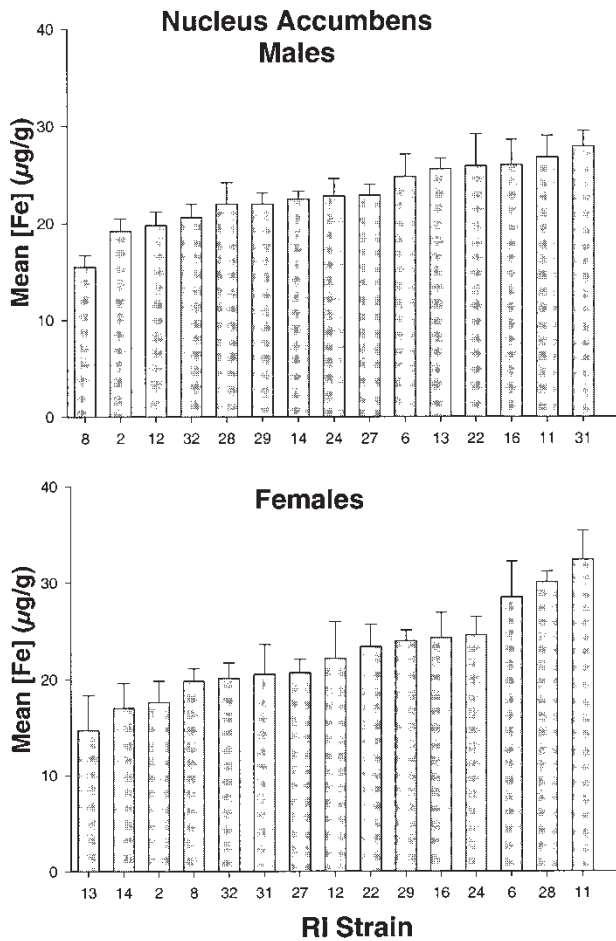 Nucleus Accumbens
Males
Mean [Fe] (µg/g)
40
30
20
10
0
8 2 12 32 28 29 14 24 27 6 13 22 16 11 31
Females
Mean [Fe] (µg/g)
40
30
20
10
0
13 14 2 8 32 31 27 12 22 29 16 24 6 28 11
RI Strain